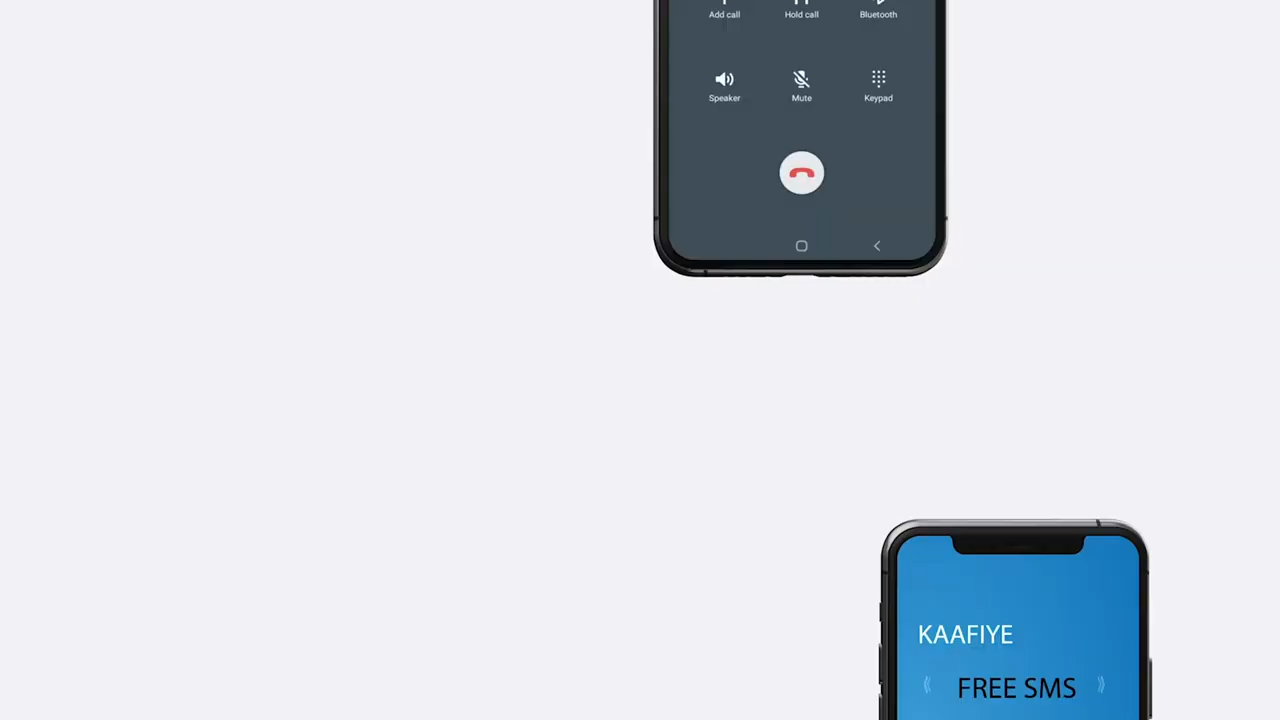 Add call Hold call Bluetooth
Speaker Mute Keypad
KAAFIYE
FREE SMS